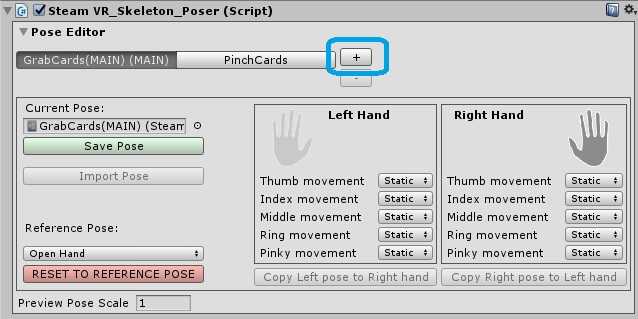 Steam VR_Skeleton_Poser (Script)
Pose Editor
GrabCards(MAIN) (MAIN) PinchCards +
-
Current Pose: Left Hand Right Hand
GrabCards(MAIN) (Steam
Save Pose
Import Pose
Thumb movement Static Thumb movement Static
Index movement Static Index movement Static
Middle movement Static Middle movement Static
Reference Pose: Ring movement Static Ring movement Static
Open Hand Pinky movement Static Pinky movement Static
RESET TO REFERENCE POSE Copy Left pose to Right hand Copy Right pose to Left hand
Preview Pose Scale 1